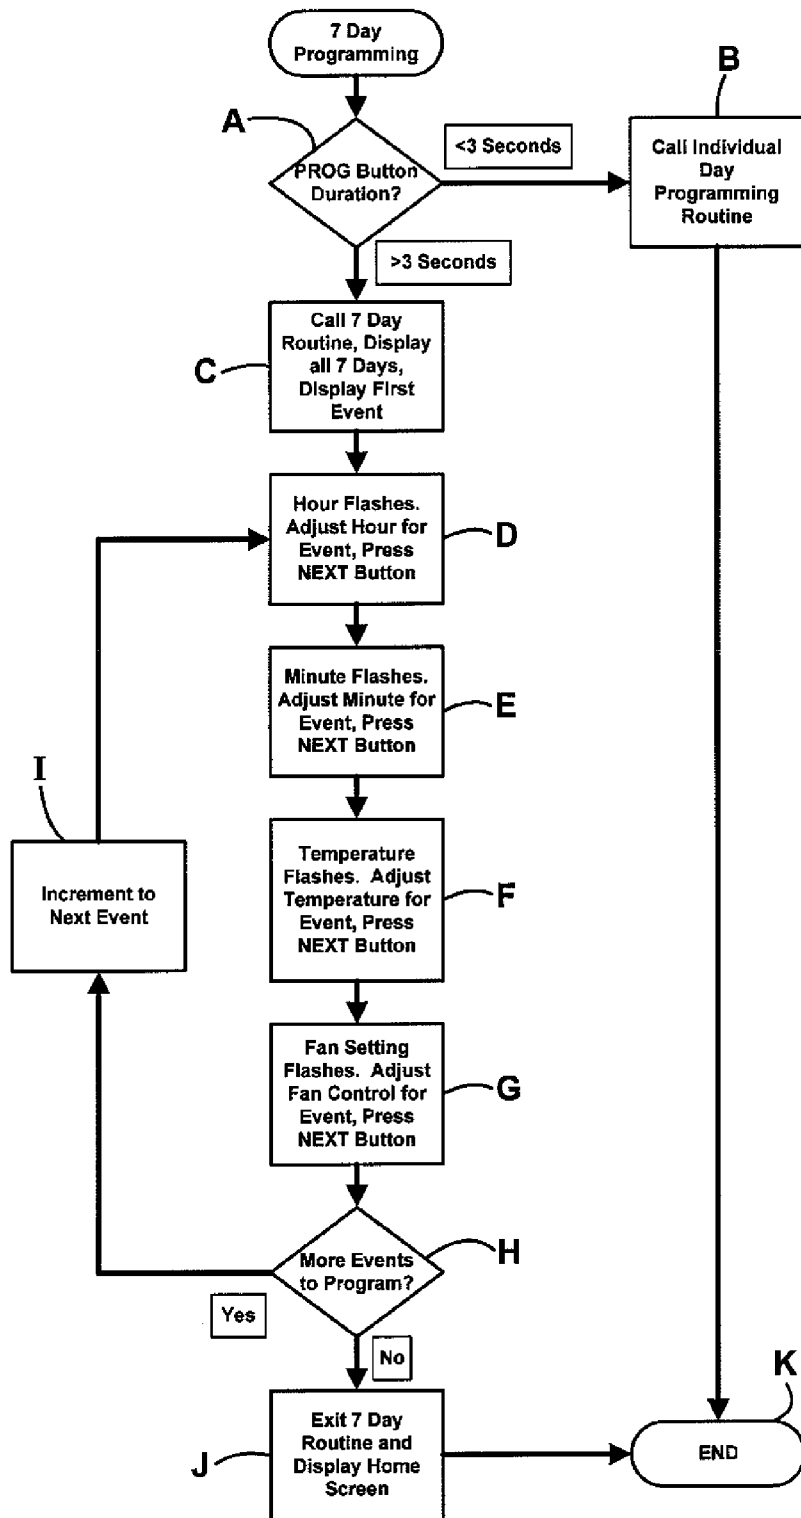 7 Day
Programming
A
PROG Button
Duration?
<3 Seconds
B
Call Individual
Day
Programming
Routine
>3 Seconds
C
Call 7 Day
Routine, Display
all 7 Days,
Display First
Event
Hour Flashes.
Adjust Hour for
Event, Press
NEXT Button
D
Minute Flashes.
Adjust Minute for
Event, Press
NEXT Button
E
I
Increment to
Next Event
Temperature
Flashes. Adjust
Temperature for
Event, Press
NEXT Button
F
Fan Setting
Flashes. Adjust
Fan Control for
Event, Press
NEXT Button
G
More Events
to Program?
H
Yes
No
J
Exit 7 Day
Routine and
Display Home
Screen
K
END